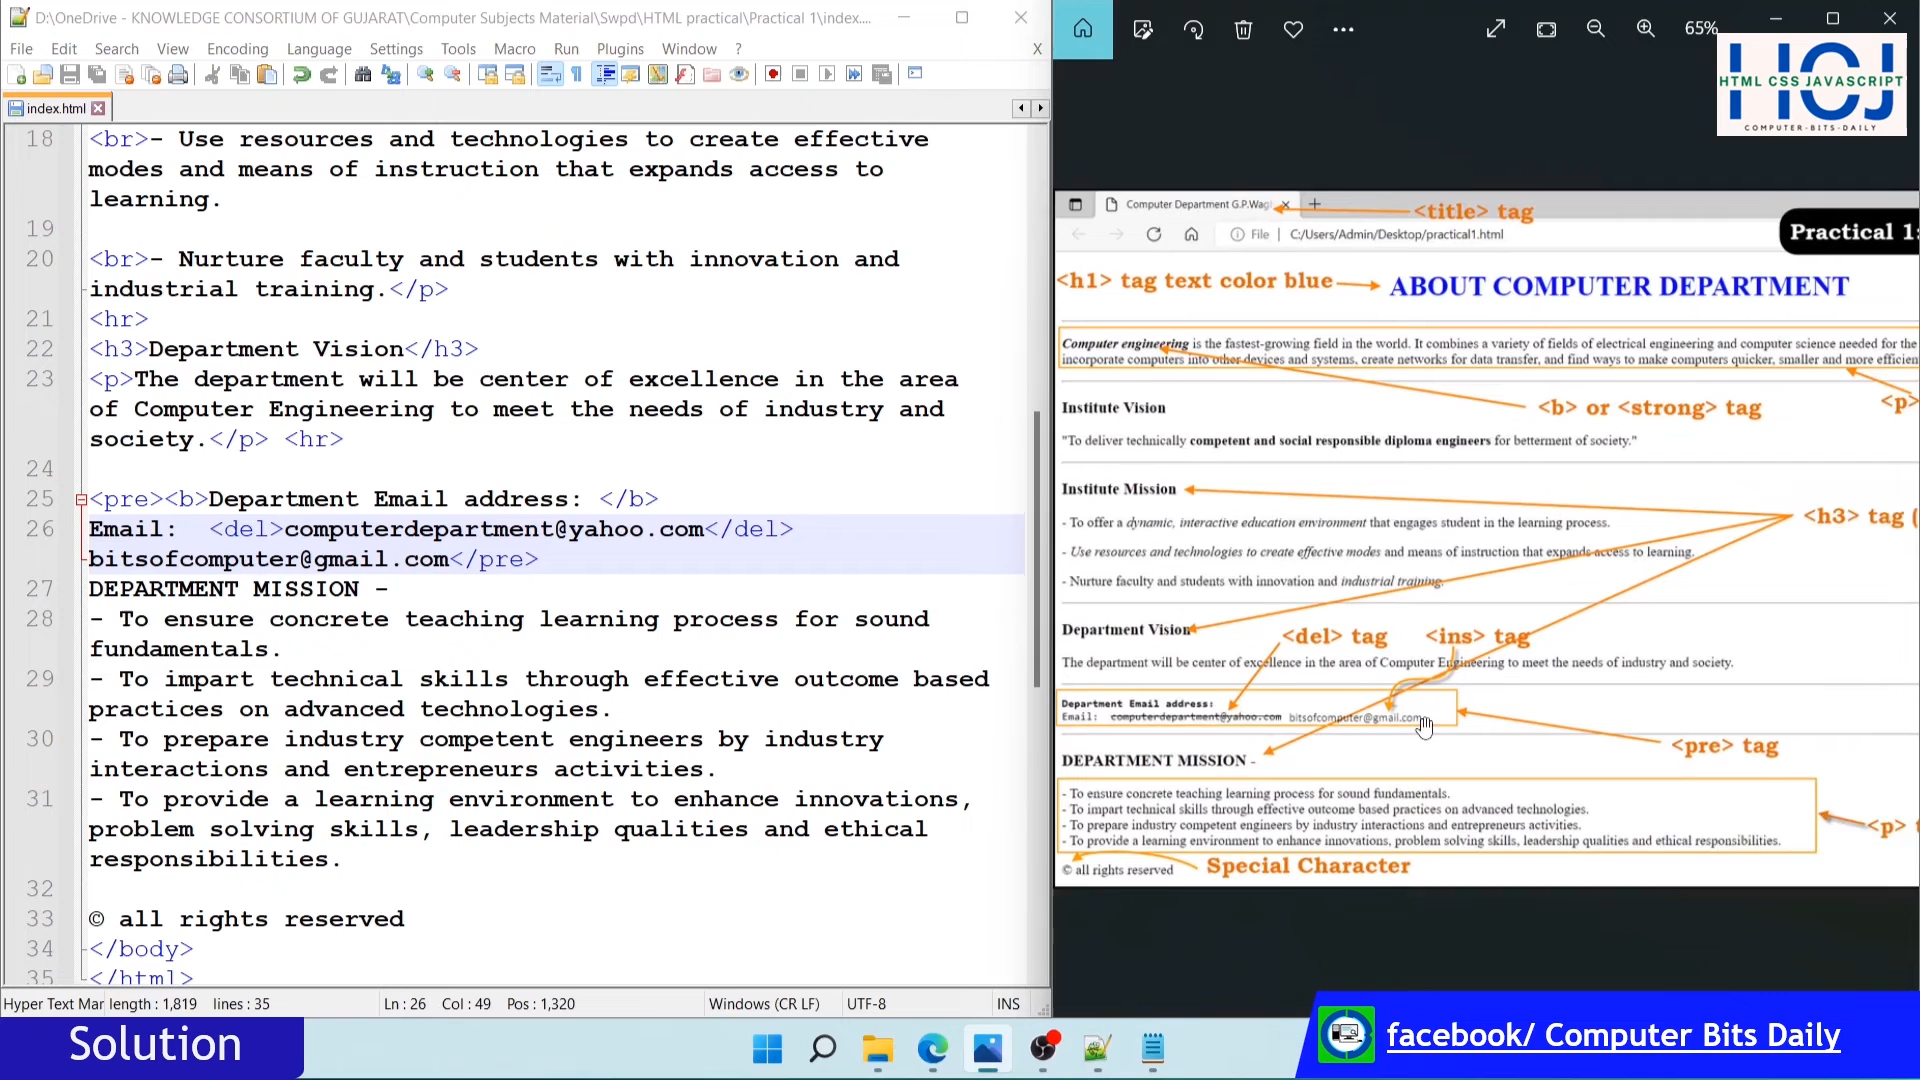 D:\OneDrive - KNOWLEDGE CONSORTIUM OF GUJARAT\Computer Subjects Material\Swpd\HTML practical\Practical 1\index....
File Edit Search View Encoding Language Settings Tools Macro Run Plugins Window ? X
index.html
18 <br>- Use resources and technologies to create effective
modes and means of instruction that expands access to
learning.
19
20 <br>- Nurture faculty and students with innovation and
industrial training.</p>
21 <hr>
22 <h3>Department Vision</h3>
23 <p>The department will be center of excellence in the area
of Computer Engineering to meet the needs of industry and
society.</p> <hr>
24
25 <pre><b>Department Email address: </b>
26 Email:  <del>computerdepartment@yahoo.com</del>
bitsofcomputer@gmail.com</pre>
27 DEPARTMENT MISSION -
28 - To ensure concrete teaching learning process for sound
fundamentals.
29 - To impart technical skills through effective outcome based
practices on advanced technologies.
30 - To prepare industry competent engineers by industry
interactions and entrepreneurs activities.
31 - To provide a learning environment to enhance innovations,
problem solving skills, leadership qualities and ethical
responsibilities.
32
33 © all rights reserved
34 </body>
35 </html>
Hyper Text Mar length : 1,819 lines : 35 Ln : 26 Col : 49 Pos : 1,320 Windows (CR LF) UTF-8 INS
Solution
65%
HCJ
HTML CSS JAVASCRIPT
COMPUTER-BITS-DAILY
Computer Department G.P.Wag
<title> tag
File C:/Users/Admin/Desktop/practical1.html
Practical 1:
<h1> tag text color blue
ABOUT COMPUTER DEPARTMENT
Computer engineering is the fastest-growing field in the world. It combines a variety of fields of electrical engineering and computer science needed for the
incorporate computers into other devices and systems, create networks for data transfer, and find ways to make computers quicker, smaller and more efficien
<b> or <strong> tag
<p>
Institute Vision
"To deliver technically competent and social responsible diploma engineers for betterment of society."
Institute Mission
<h3> tag (
- To offer a dynamic, interactive education environment that engages student in the learning process.
- Use resources and technologies to create effective modes and means of instruction that expands access to learning.
- Nurture faculty and students with innovation and industrial training.
Department Vision
<del> tag <ins> tag
The department will be center of excellence in the area of Computer Engineering to meet the needs of industry and society.
Department Email address:
Email: computerdepartment@yahoo.com bitsofcomputer@gmail.com
<pre> tag
DEPARTMENT MISSION -
- To ensure concrete teaching learning process for sound fundamentals.
- To impart technical skills through effective outcome based practices on advanced technologies.
- To prepare industry competent engineers by industry interactions and entrepreneurs activities.
- To provide a learning environment to enhance innovations, problem solving skills, leadership qualities and ethical responsibilities.
<p> t
Special Character
© all rights reserved
facebook/ Computer Bits Daily